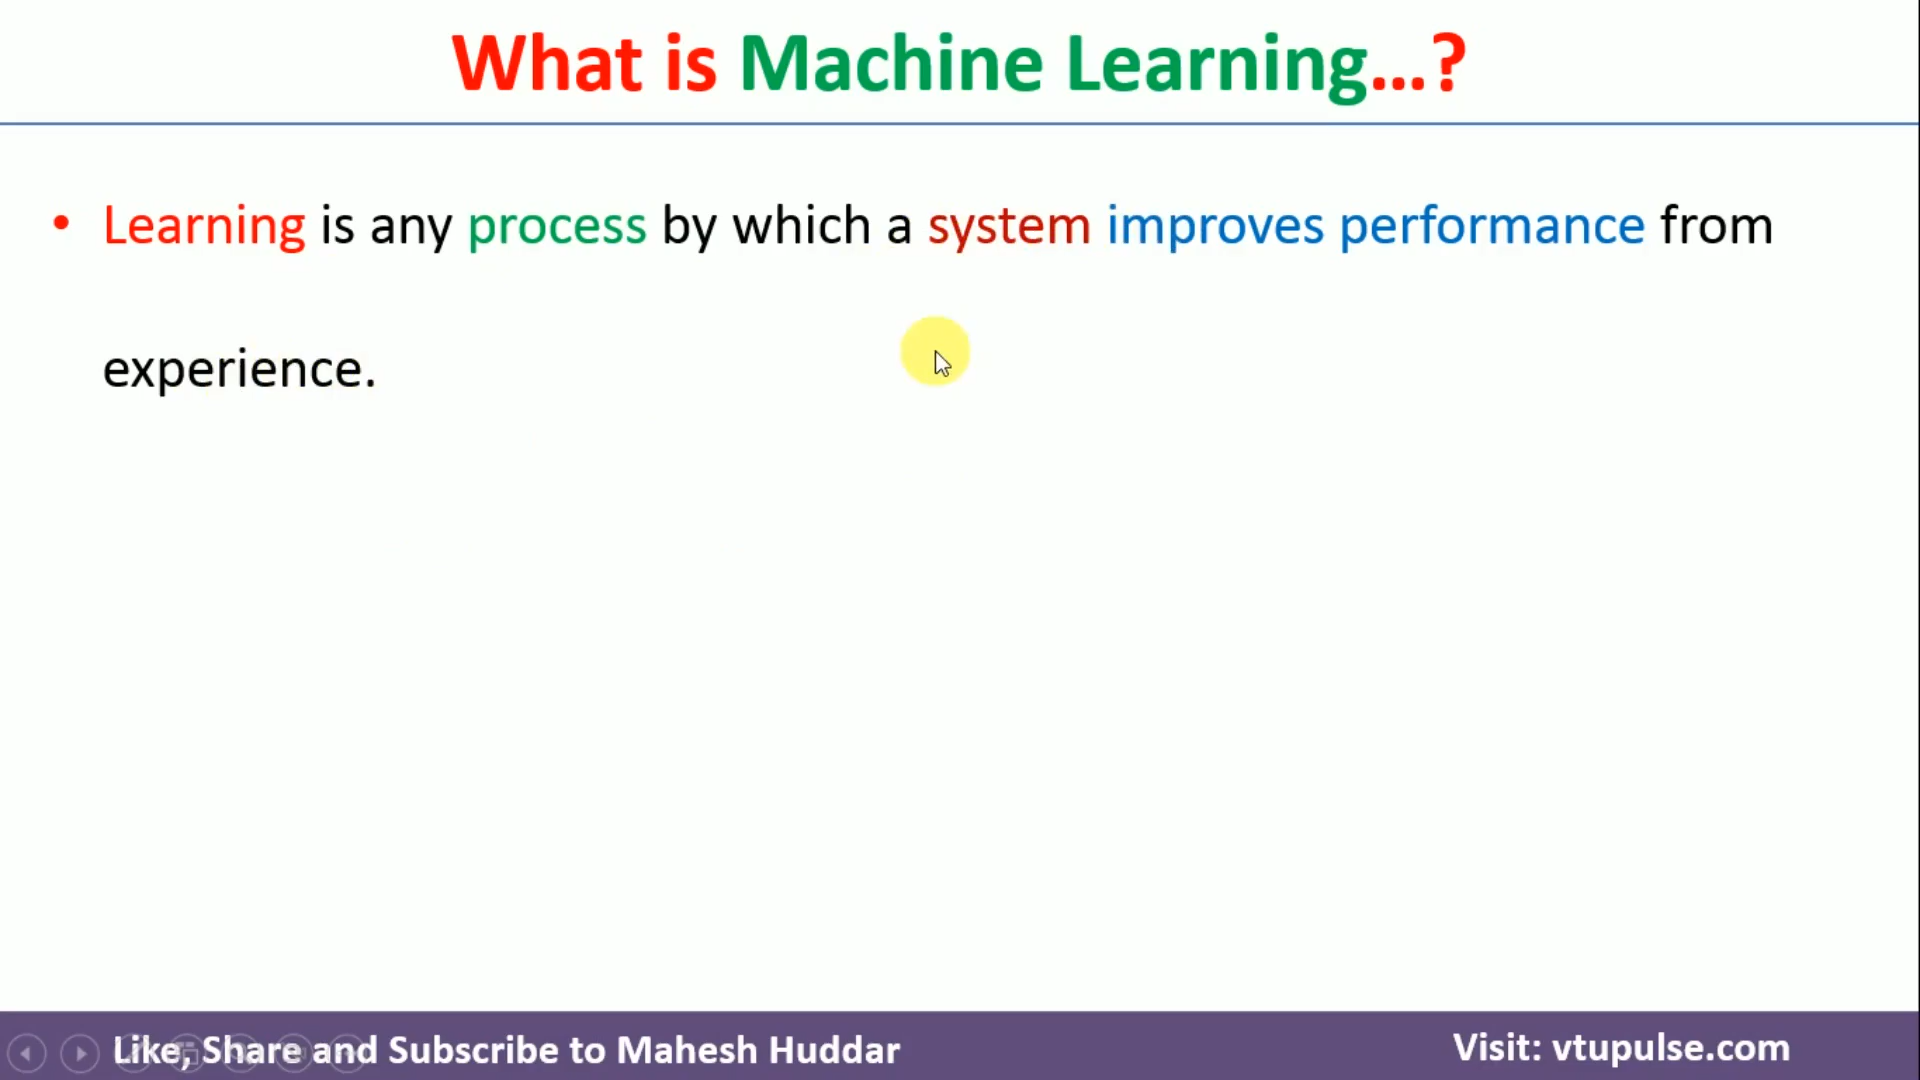 What is Machine Learning...?
• Learning is any process by which a system improves performance from
experience.
Like, Share and Subscribe to Mahesh Huddar
Visit: vtupulse.com